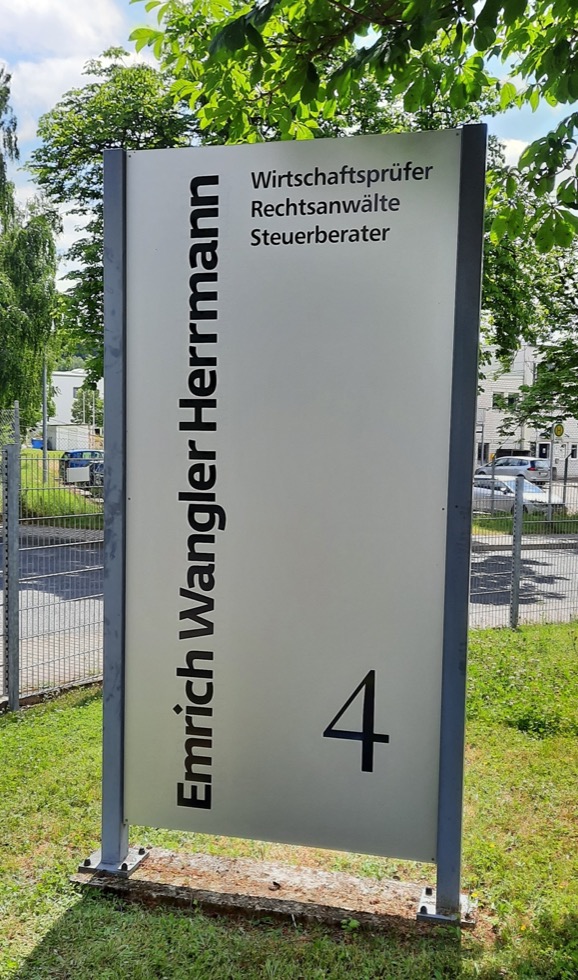 Wirtschaftsprüfer
Rechtsanwälte
Steuerberater
Emrich Wangler Herrmann
4